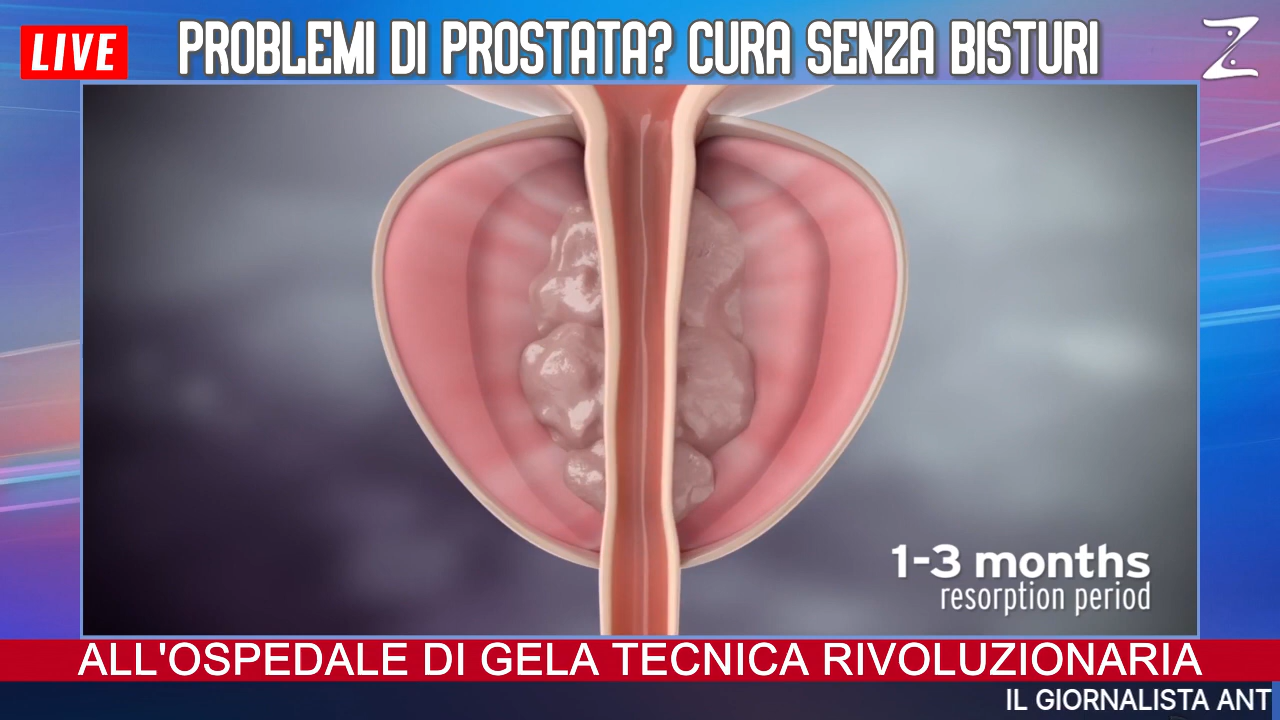 LIVE
PROBLEMI DI PROSTATA? CURA SENZA BISTURI
1-3 months
resorption period
ALL'OSPEDALE DI GELA TECNICA RIVOLUZIONARIA
IL GIORNALISTA ANT